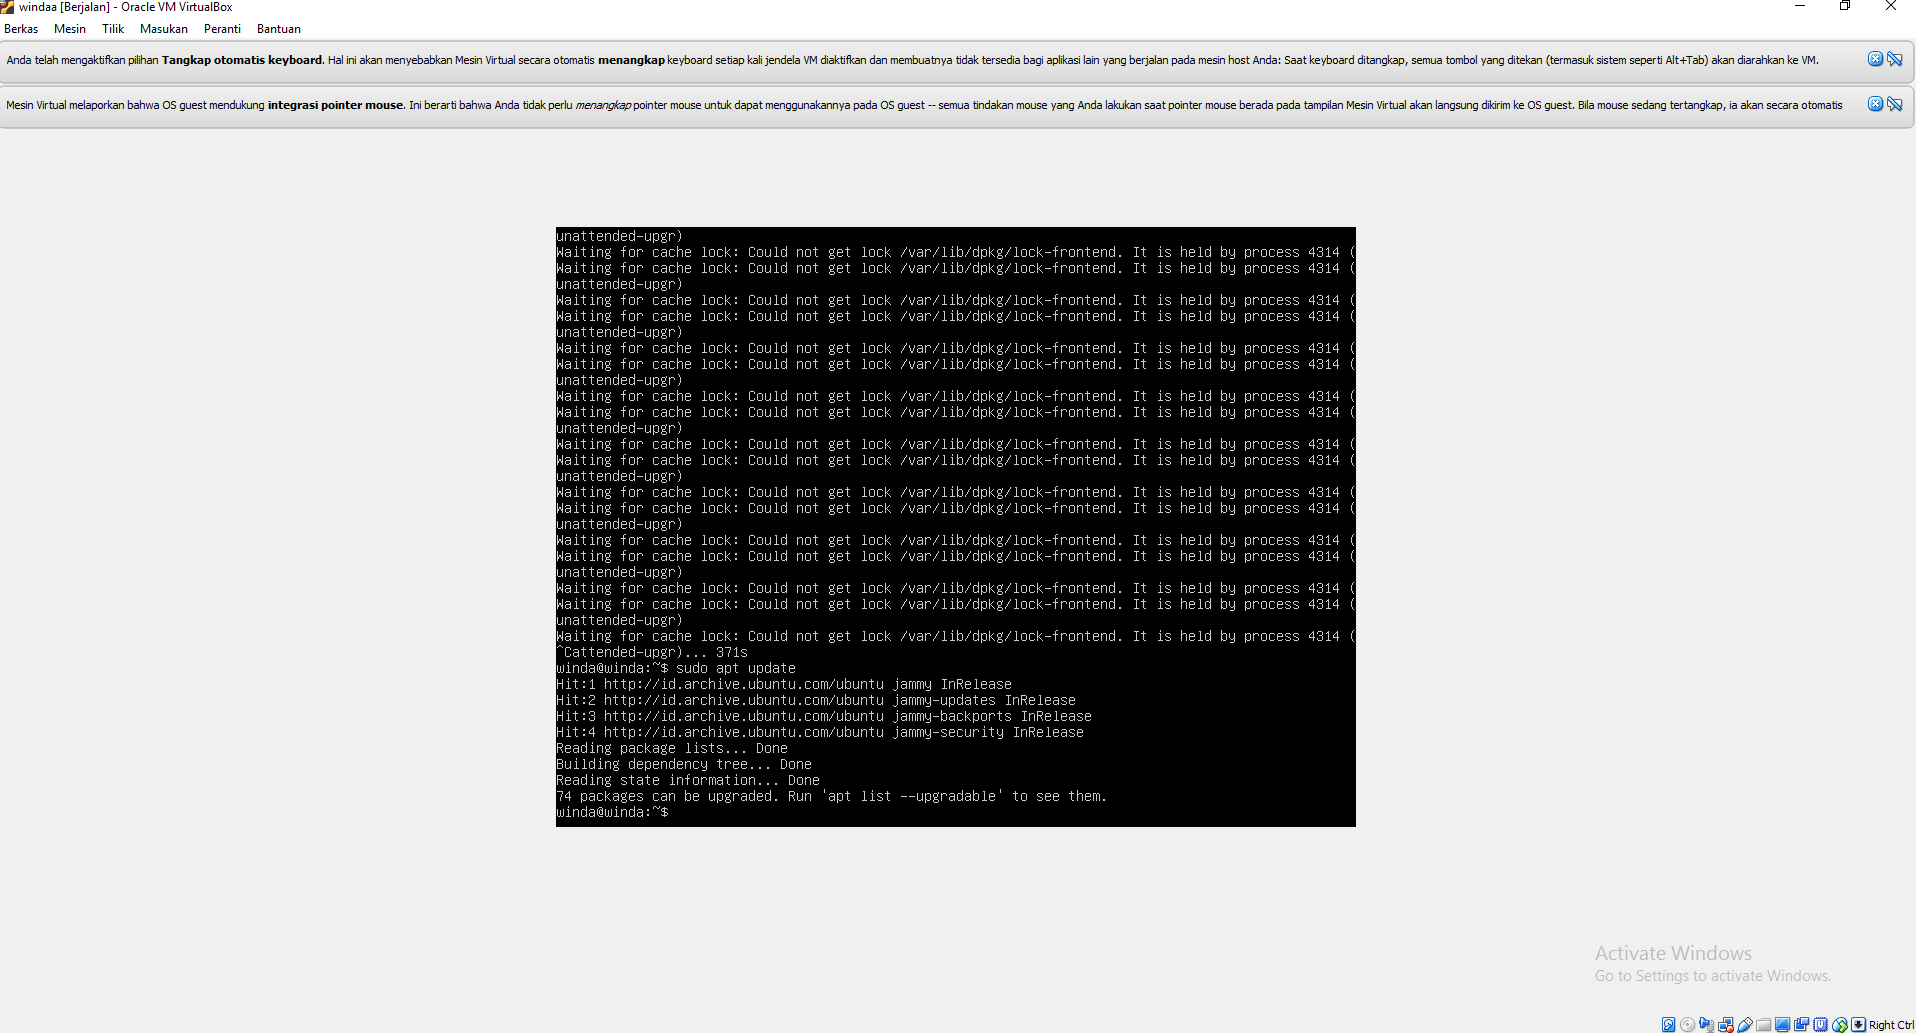 windaa [Berjalan] - Oracle VM VirtualBox
Berkas Mesin Tilik Masukan Peranti Bantuan
Anda telah mengaktifkan pilihan Tangkap otomatis keyboard. Hal ini akan menyebabkan Mesin Virtual secara otomatis menangkap keyboard setiap kali jendela VM diaktifkan dan membuatnya tidak tersedia bagi aplikasi lain yang berjalan pada mesin host Anda: Saat keyboard ditangkap, semua tombol yang ditekan (termasuk sistem seperti Alt+Tab) akan diarahkan ke VM.
Mesin Virtual melaporkan bahwa OS guest mendukung integrasi pointer mouse. Ini berarti bahwa Anda tidak perlu menangkap pointer mouse untuk dapat menggunakannya pada OS guest -- semua tindakan mouse yang Anda lakukan saat pointer mouse berada pada tampilan Mesin Virtual akan langsung dikirim ke OS guest. Bila mouse sedang tertangkap, ia akan secara otomatis
unattended-upgr)
Waiting for cache lock: Could not get lock /var/lib/dpkg/lock-frontend. It is held by process 4314 (
Waiting for cache lock: Could not get lock /var/lib/dpkg/lock-frontend. It is held by process 4314 (
unattended-upgr)
Waiting for cache lock: Could not get lock /var/lib/dpkg/lock-frontend. It is held by process 4314 (
Waiting for cache lock: Could not get lock /var/lib/dpkg/lock-frontend. It is held by process 4314 (
unattended-upgr)
Waiting for cache lock: Could not get lock /var/lib/dpkg/lock-frontend. It is held by process 4314 (
Waiting for cache lock: Could not get lock /var/lib/dpkg/lock-frontend. It is held by process 4314 (
unattended-upgr)
Waiting for cache lock: Could not get lock /var/lib/dpkg/lock-frontend. It is held by process 4314 (
Waiting for cache lock: Could not get lock /var/lib/dpkg/lock-frontend. It is held by process 4314 (
unattended-upgr)
Waiting for cache lock: Could not get lock /var/lib/dpkg/lock-frontend. It is held by process 4314 (
Waiting for cache lock: Could not get lock /var/lib/dpkg/lock-frontend. It is held by process 4314 (
unattended-upgr)
Waiting for cache lock: Could not get lock /var/lib/dpkg/lock-frontend. It is held by process 4314 (
Waiting for cache lock: Could not get lock /var/lib/dpkg/lock-frontend. It is held by process 4314 (
unattended-upgr)
Waiting for cache lock: Could not get lock /var/lib/dpkg/lock-frontend. It is held by process 4314 (
Waiting for cache lock: Could not get lock /var/lib/dpkg/lock-frontend. It is held by process 4314 (
unattended-upgr)
Waiting for cache lock: Could not get lock /var/lib/dpkg/lock-frontend. It is held by process 4314 (
Waiting for cache lock: Could not get lock /var/lib/dpkg/lock-frontend. It is held by process 4314 (
unattended-upgr)
Waiting for cache lock: Could not get lock /var/lib/dpkg/lock-frontend. It is held by process 4314 (
^Cattended-upgr)... 371s
winda@winda:~$ sudo apt update
Hit:1 http://id.archive.ubuntu.com/ubuntu jammy InRelease
Hit:2 http://id.archive.ubuntu.com/ubuntu jammy-updates InRelease
Hit:3 http://id.archive.ubuntu.com/ubuntu jammy-backports InRelease
Hit:4 http://id.archive.ubuntu.com/ubuntu jammy-security InRelease
Reading package lists... Done
Building dependency tree... Done
Reading state information... Done
74 packages can be upgraded. Run 'apt list --upgradable' to see them.
winda@winda:~$
Activate Windows
Go to Settings to activate Windows.
Right Ctrl